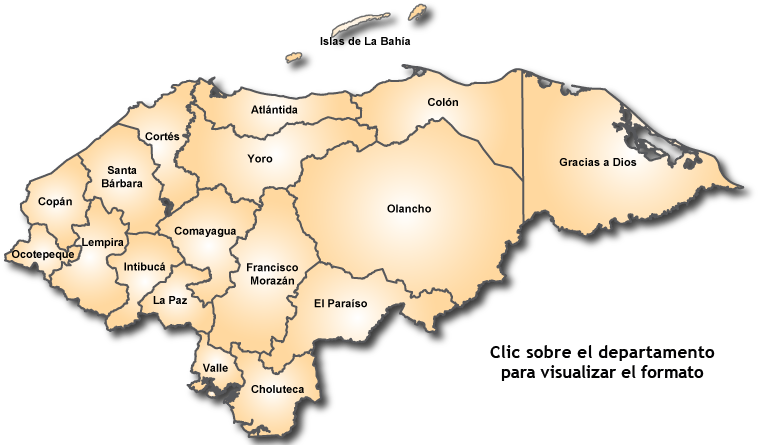 Islas de La Bahía
Atlántida
Colón
Cortés
Yoro
Gracias a Dios
Santa
Bárbara
Copán
Olancho
Comayagua
Lempira
Ocotepeque
Intibucá
Francisco
Morazán
La Paz
El Paraíso
Valle
Choluteca
Clic sobre el departamento
para visualizar el formato